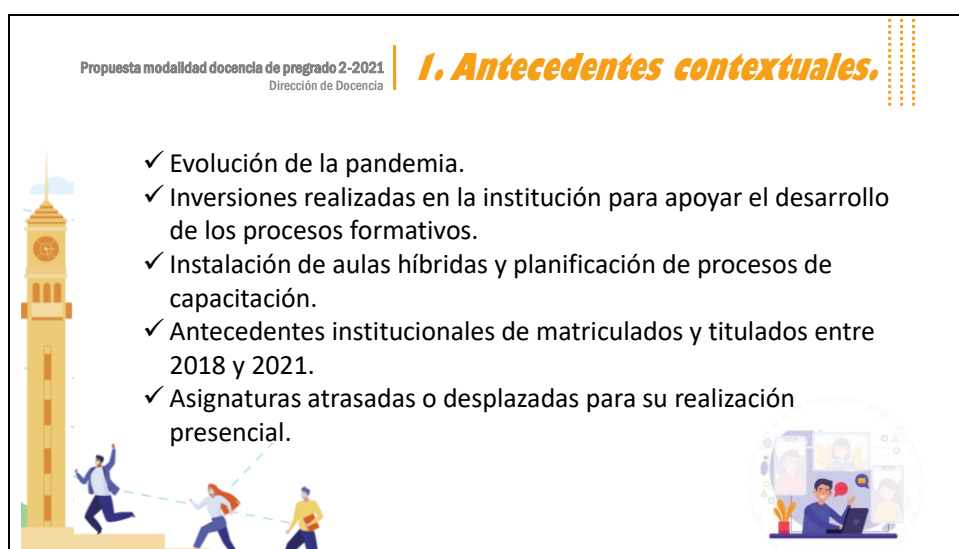 Propuesta modalidad docencia de pregrado 2-2021
Dirección de Docencia
1. Antecedentes contextuales.
✓ Evolución de la pandemia.
✓ Inversiones realizadas en la institución para apoyar el desarrollo
de los procesos formativos.
✓ Instalación de aulas híbridas y planificación de procesos de
capacitación.
✓ Antecedentes institucionales de matriculados y titulados entre
2018 y 2021.
✓ Asignaturas atrasadas o desplazadas para su realización
presencial.